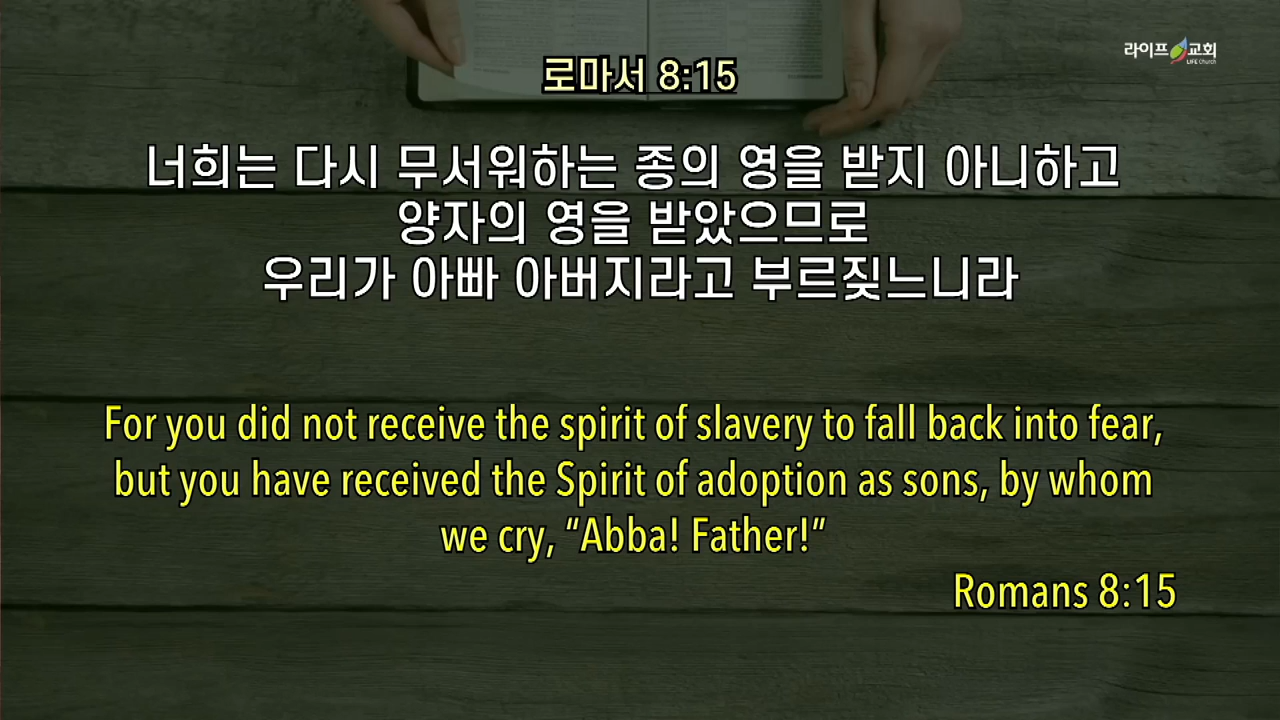 라이프 교회
LIFE Church
로마서 8:15
너희는 다시 무서워하는 종의 영을 받지 아니하고
양자의 영을 받았으므로
우리가 아빠 아버지라고 부르짖느니라
For you did not receive the spirit of slavery to fall back into fear,
but you have received the Spirit of adoption as sons, by whom
we cry, “Abba! Father!”
Romans 8:15